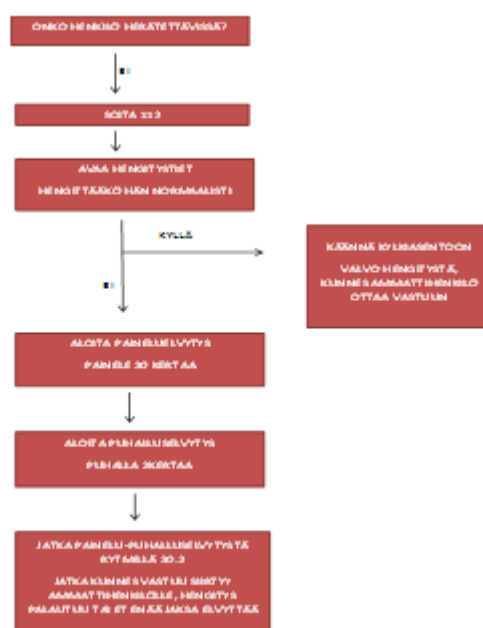 ONKO HENKILÖ HERÄTETTÄVISSÄ?
EI
SOITA 112
AVAA HENGITYSTIET
HENGITTÄÄKÖ HÄN NORMAALISTI
KYLLÄ
KÄÄNNÄ KYLKIASENTOON
VALVO HENGITYSTÄ,
KUNNES AMMATTIHENKILÖ
OTTAA VASTUUN
EI
ALOITA PAINELUELVYTYS
PAINELE 30 KERTAA
ALOITA PUHALLUSELVYTYS
PUHALLA 2KERTAA
JATKA PAINELU-PUHALLUSELVYTYSTÄ
RYTMILLÄ 30:2
JATKA KUNNES VASTUU SIIRTYY
AMMATTIHENKILÖLLE, HENGITYS
PALAUTUU TAI ET ENÄÄ JAKSA ELVYTTÄÄ